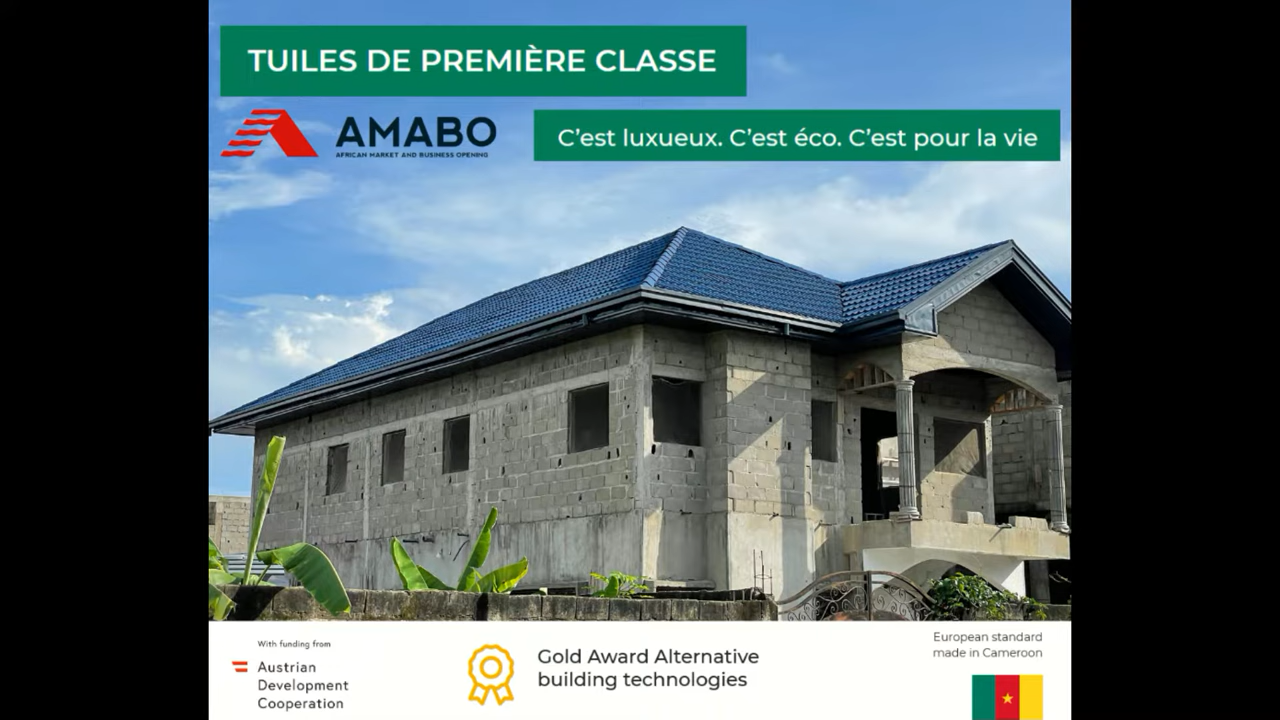 TUILES DE PREMIÈRE CLASSE
AMABO
AFRICAN MARKET AND BUSINESS OPENING
C'est luxueux. C'est éco. C'est pour la vie
With funding from
Austrian
Development
Cooperation
Gold Award Alternative
building technologies
European standard
made in Cameroon